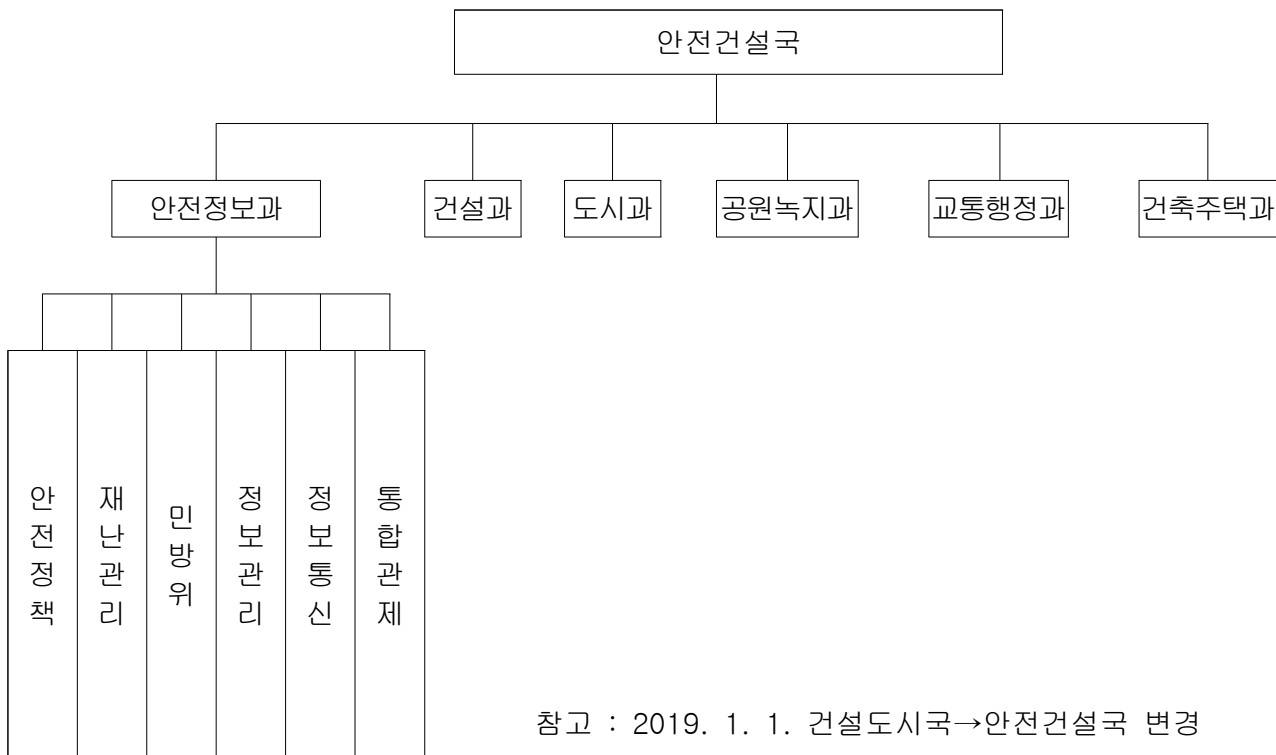 안전건설국
안전정보과
건설과
도시과
공원녹지과
교통행정과
건축주택과
안전정책
재난관리
민방위
정보관리
정보통신
통합관제
참고 : 2019. 1. 1. 건설도시국→안전건설국 변경